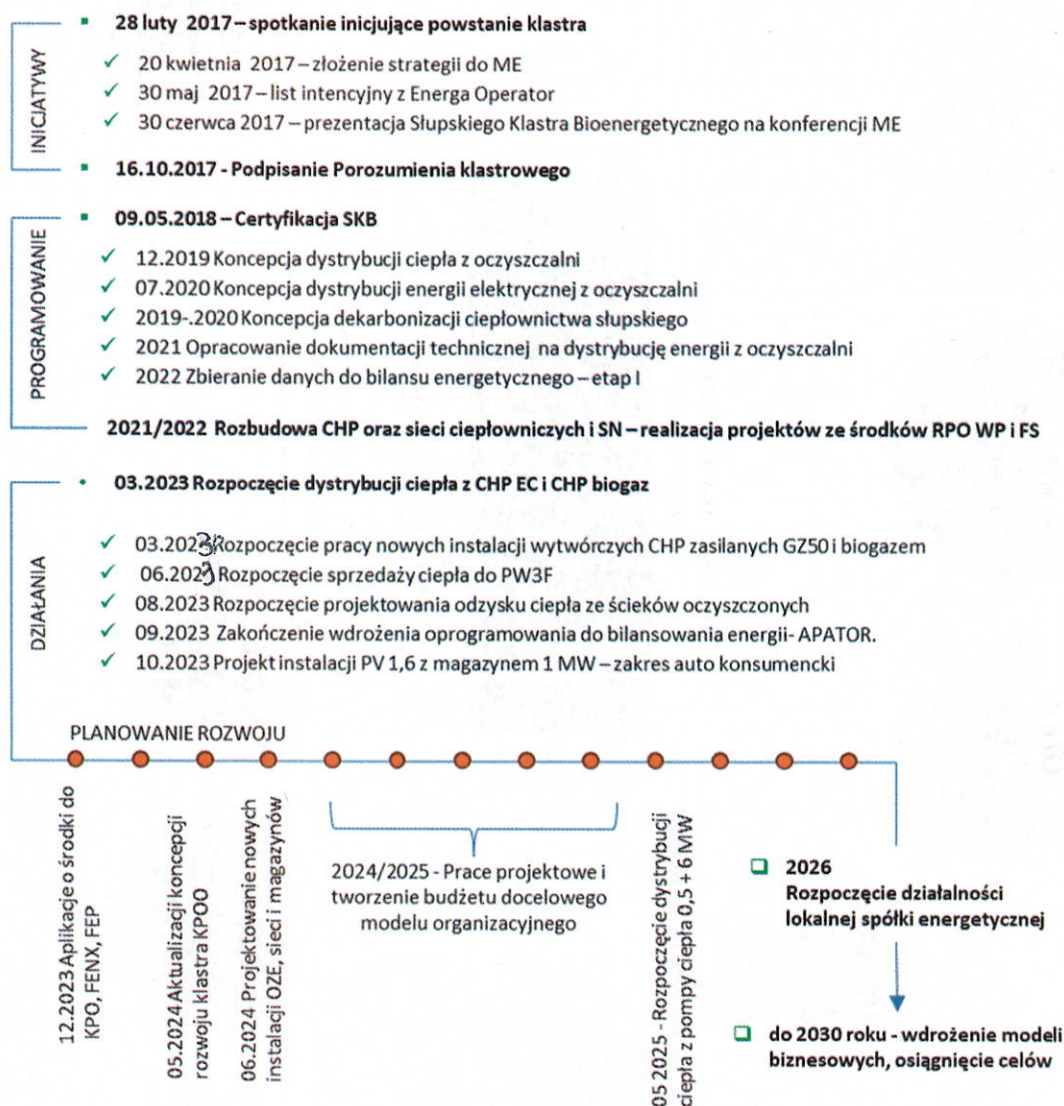 INICJATYWY
28 luty 2017 – spotkanie inicjujące powstanie klastra
20 kwietnia 2017 – złożenie strategii do ME
30 maj 2017 – list intencyjny z Energa Operator
30 czerwca 2017 – prezentacja Słupskiego Klastra Bioenergetycznego na konferencji ME
16.10.2017 - Podpisanie Porozumienia klastrowego
PROGRAMOWANIE
09.05.2018 – Certyfikacja SKB
12.2019 Koncepcja dystrybucji ciepła z oczyszczalni
07.2020 Koncepcja dystrybucji energii elektrycznej z oczyszczalni
2019-.2020 Koncepcja dekarbonizacji ciepłownictwa słupskiego
2021 Opracowanie dokumentacji technicznej na dystrybucję energii z oczyszczalni
2022 Zbieranie danych do bilansu energetycznego – etap I
2021/2022 Rozbudowa CHP oraz sieci ciepłowniczych i SN – realizacja projektów ze środków RPO WP i FS
DZIAŁANIA
03.2023 Rozpoczęcie dystrybucji ciepła z CHP EC i CHP biogaz
03.2023 Rozpoczęcie pracy nowych instalacji wytwórczych CHP zasilanych GZ50 i biogazem
06.2023 Rozpoczęcie sprzedaży ciepła do PW3F
08.2023 Rozpoczęcie projektowania odzysku ciepła ze ścieków oczyszczonych
09.2023 Zakończenie wdrożenia oprogramowania do bilansowania energii- APATOR.
10.2023 Projekt instalacji PV 1,6 z magazynem 1 MW – zakres auto konsumencki
PLANOWANIE ROZWOJU
12.2023 Aplikacje o środki do
KPO, FENX, FEP
05.2024 Aktualizacji koncepcji
rozwoju klastra KPOO
06.2024 Projektowanie nowych
instalacji OZE, sieci i magazynów
2024/2025 - Prace projektowe i
tworzenie budżetu docelowego
modelu organizacyjnego
05 2025 - Rozpoczęcie dystrybucji
ciepła z pompy ciepła 0,5 + 6 MW
2026
Rozpoczęcie działalności
lokalnej spółki energetycznej
do 2030 roku - wdrożenie modeli
biznesowych, osiągnięcie celów